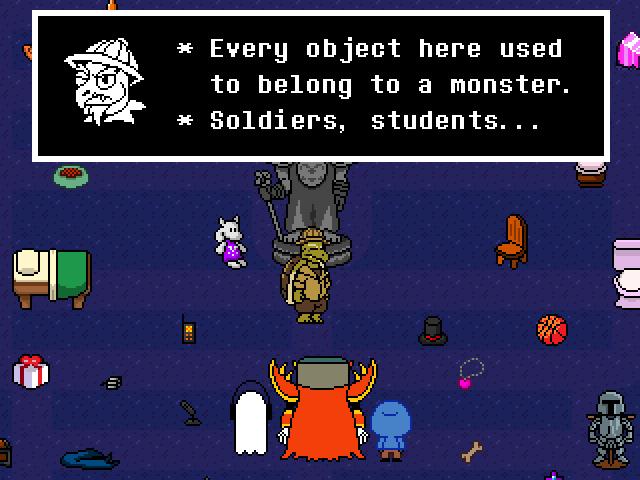 * Every object here used
to belong to a monster.
* Soldiers, students...